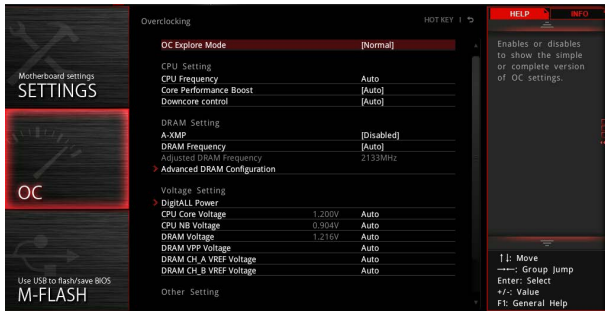 Motherboard settings
SETTINGS
OC
Use USB to flash/save BIOS
M-FLASH
Overclocking
HOT KEY |
OC Explore Mode [Normal]
CPU Setting
CPU Frequency Auto
Core Performance Boost [Auto]
Downcore control [Auto]
DRAM Setting
A-XMP [Disabled]
DRAM Frequency [Auto]
Adjusted DRAM Frequency 2133MHz
Advanced DRAM Configuration
Voltage Setting
DigitALL Power
CPU Core Voltage 1.200V Auto
CPU NB Voltage 0.904V Auto
DRAM Voltage 1.216V Auto
DRAM VPP Voltage Auto
DRAM CH_A VREF Voltage Auto
DRAM CH_B VREF Voltage Auto
Other Setting
HELP
INFO
Enables or disables
to show the simple
or complete version
of OC settings.
↑↓: Move
→←: Group Jump
Enter: Select
+/-: Value
F1: General Help